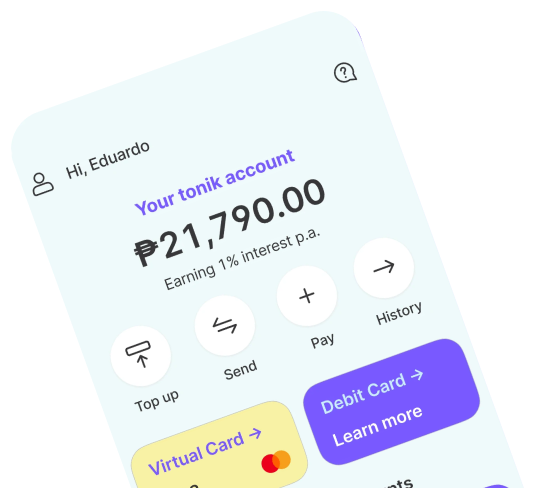 Hi, Eduardo
Your tonik account
₱21,790.00
Earning 1% interest p.a.
Top up
Send
Pay
History
Virtual Card →
Debit Card →
Learn more